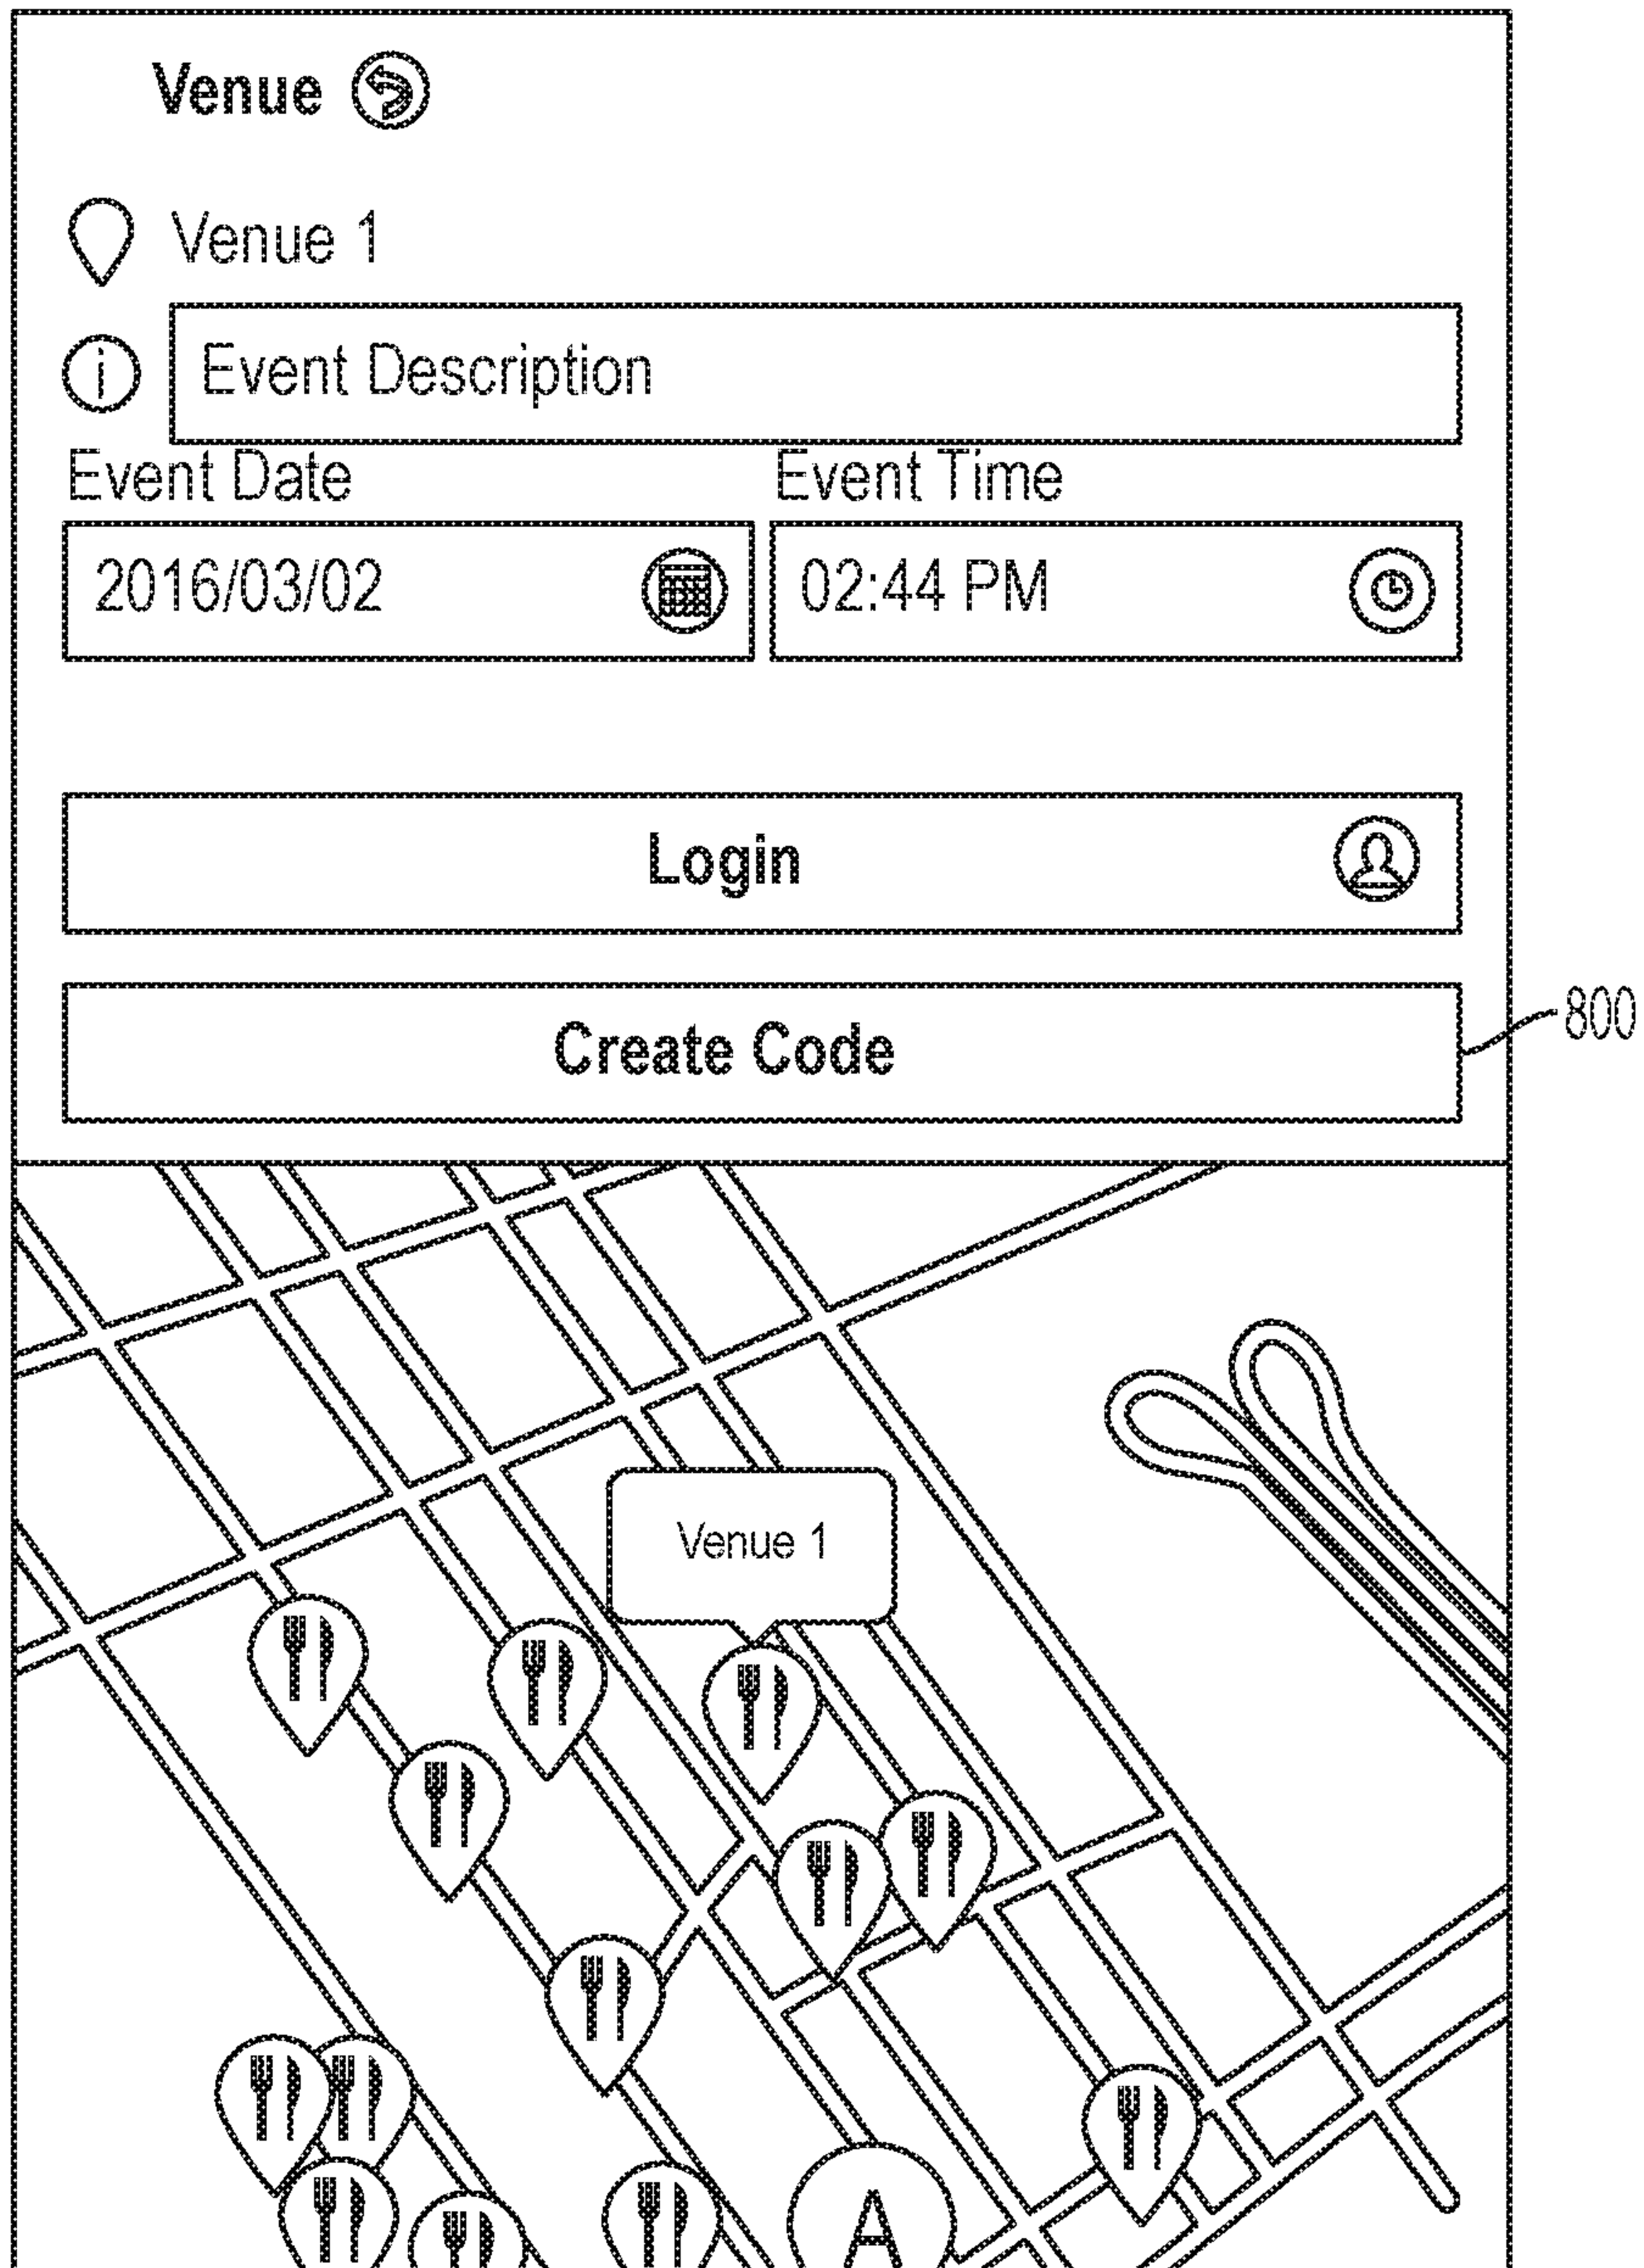 Venue
Venue 1
i Event Description
Event Date Event Time
2016/03/02 02:44 PM
Login
Create Code
800
Venue 1
A